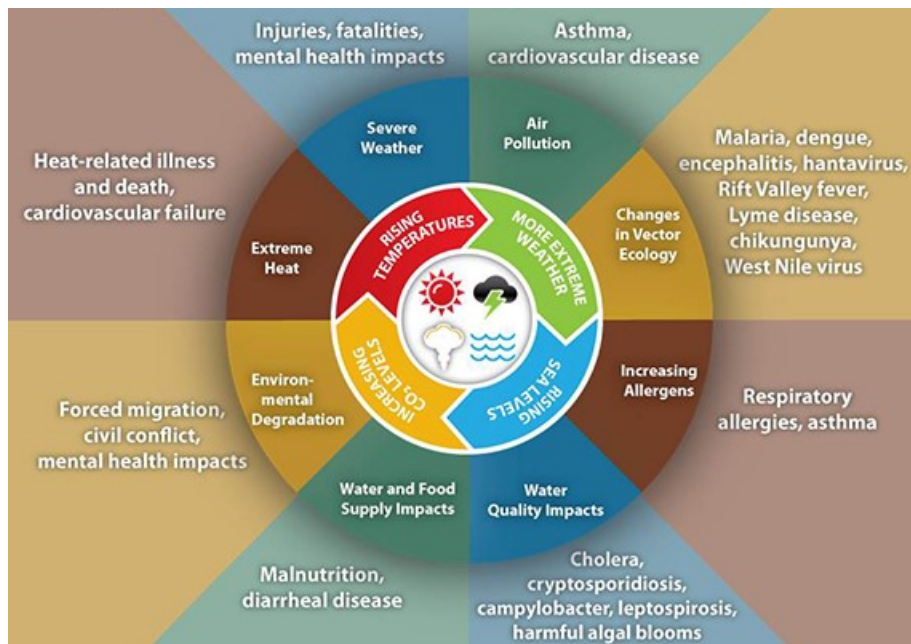 Injuries, fatalities,
mental health impacts
Asthma,
cardiovascular disease
Severe
Weather
Air
Pollution
Heat-related illness
and death,
cardiovascular failure
Malaria, dengue,
encephalitis, hantavirus,
Rift Valley fever,
Lyme disease,
chikungunya,
West Nile virus
Extreme
Heat
Changes
in Vector
Ecology
RISING
TEMPERATURES
MORE EXTREME
WEATHER
INCREASING
CO₂ LEVELS
RISING
SEA LEVELS
Environ-
mental
Degradation
Increasing
Allergens
Forced migration,
civil conflict,
mental health impacts
Respiratory
allergies, asthma
Water and Food
Supply Impacts
Water
Quality Impacts
Malnutrition,
diarrheal disease
Cholera,
cryptosporidiosis,
campylobacter, leptospirosis,
harmful algal blooms